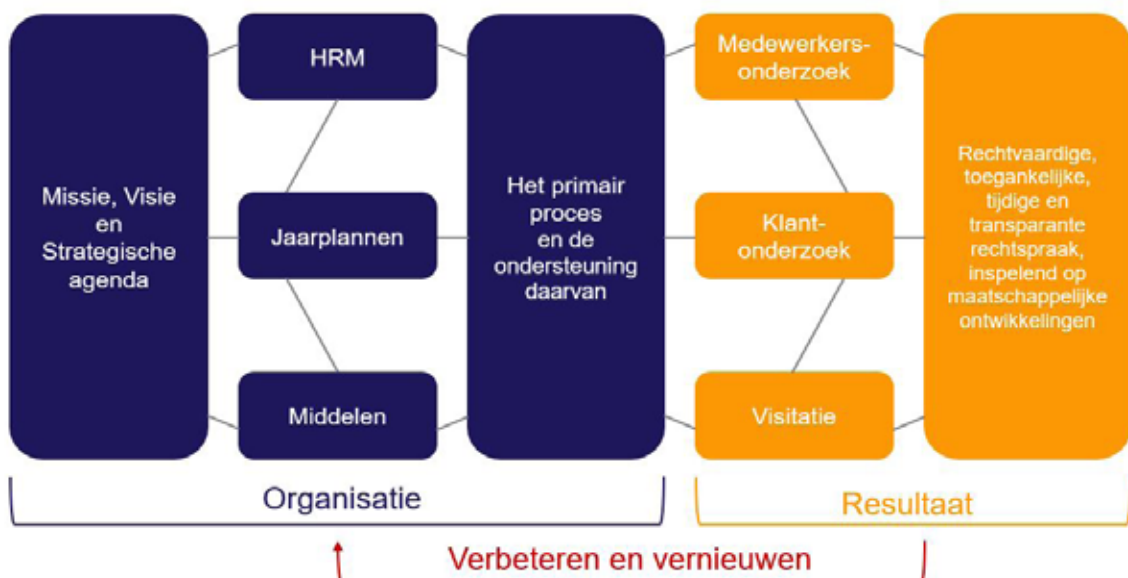 Missie, Visie
en
Strategische
agenda
HRM
Jaarplannen
Middelen
Het primair
proces
en de
ondersteuning
daarvan
Medewerkers-
onderzoek
Klant-
onderzoek
Visitatie
Rechtvaardige,
toegankelijke,
tijdige en
transparante
rechtspraak,
inspelend op
maatschappelijke
ontwikkelingen
Organisatie
Resultaat
Verbeteren en vernieuwen